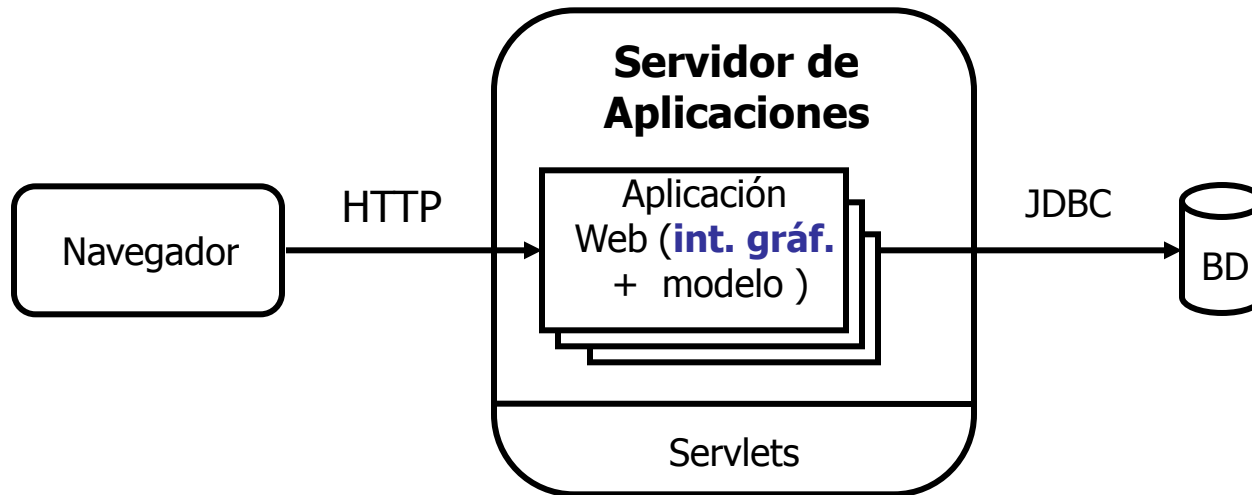 Servidor de
Aplicaciones
Navegador
HTTP
Aplicación
Web (int. gráf.
+ modelo )
JDBC
BD
Servlets